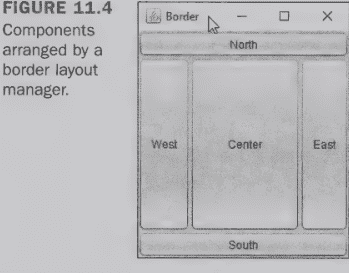 FIGURE 11.4
Components
arranged by a
border layout
manager.
Border
North
West
Center
East
South